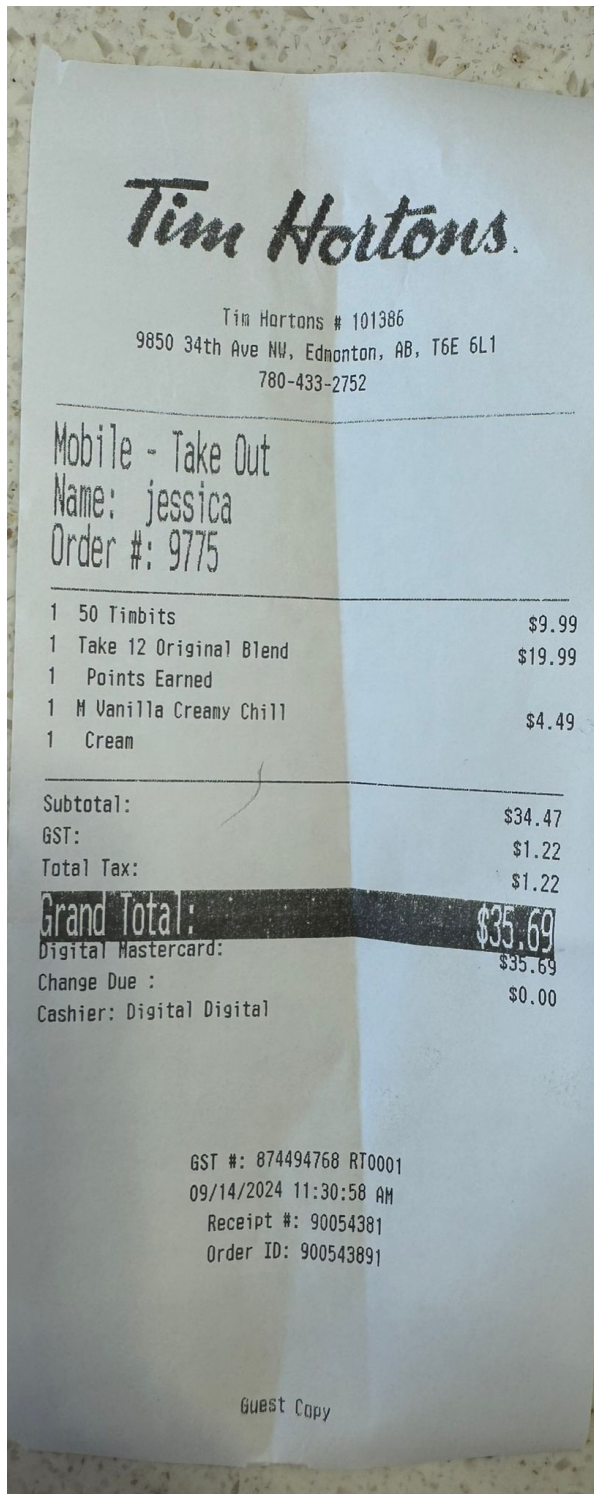 Tim Hortons.
Tim Hortons # 101386
9850 34th Ave NW, Edmonton, AB, T6E 6L1
780-433-2752
Mobile - Take Out
Name: jessica
Order #: 9775
1 50 Timbits $9.99
1 Take 12 Original Blend $19.99
1 Points Earned
1 M Vanilla Creamy Chill $4.49
1 Cream
Subtotal: $34.47
GST: $1.22
Total Tax: $1.22
Grand Total: $35.69
Digital Mastercard: $35.69
Change Due : $0.00
Cashier: Digital Digital
GST #: 874494768 RT0001
09/14/2024 11:30:58 AM
Receipt #: 90054381
Order ID: 900543891
Guest Copy